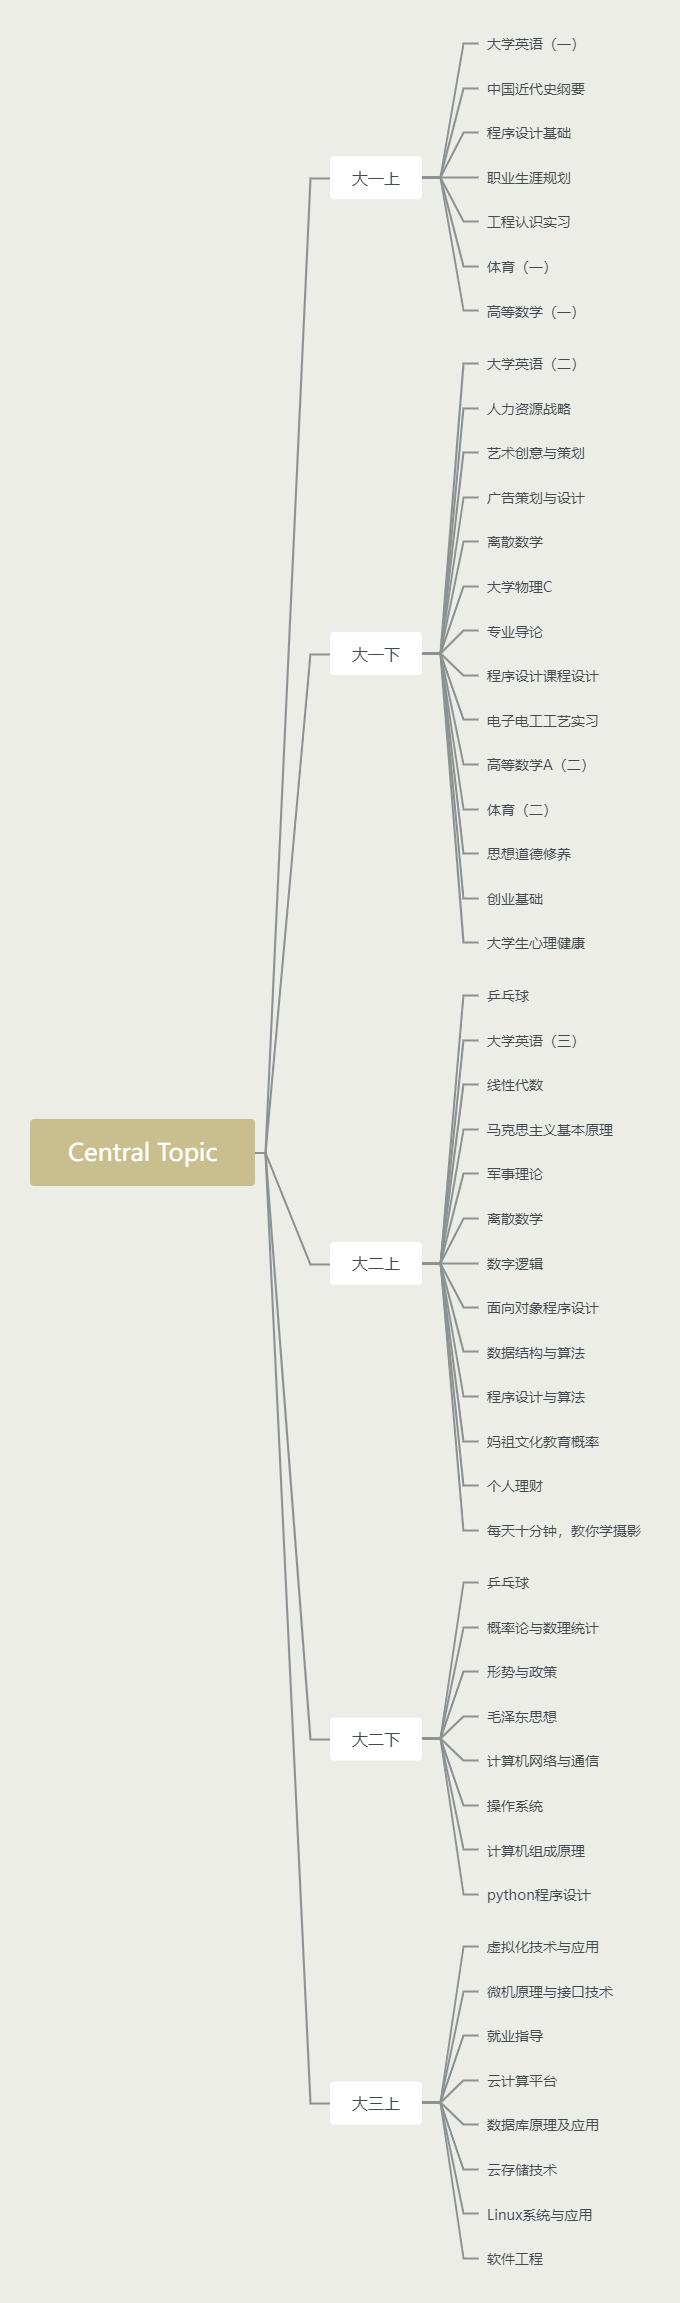 Central Topic
大一上
大学英语（一）
中国近代史纲要
程序设计基础
职业生涯规划
工程认识实习
体育（一）
高等数学（一）
大一下
大学英语（二）
人力资源战略
艺术创意与策划
广告策划与设计
离散数学
大学物理C
专业导论
程序设计课程设计
电子电工工艺实习
高等数学A（二）
体育（二）
思想道德修养
创业基础
大学生心理健康
大二上
乒乓球
大学英语（三）
线性代数
马克思主义基本原理
军事理论
离散数学
数字逻辑
面向对象程序设计
数据结构与算法
程序设计与算法
妈祖文化教育概率
个人理财
每天十分钟，教你学摄影
大二下
乒乓球
概率论与数理统计
形势与政策
毛泽东思想
计算机网络与通信
操作系统
计算机组成原理
python程序设计
大三上
虚拟化技术与应用
微机原理与接口技术
就业指导
云计算平台
数据库原理及应用
云存储技术
Linux系统与应用
软件工程